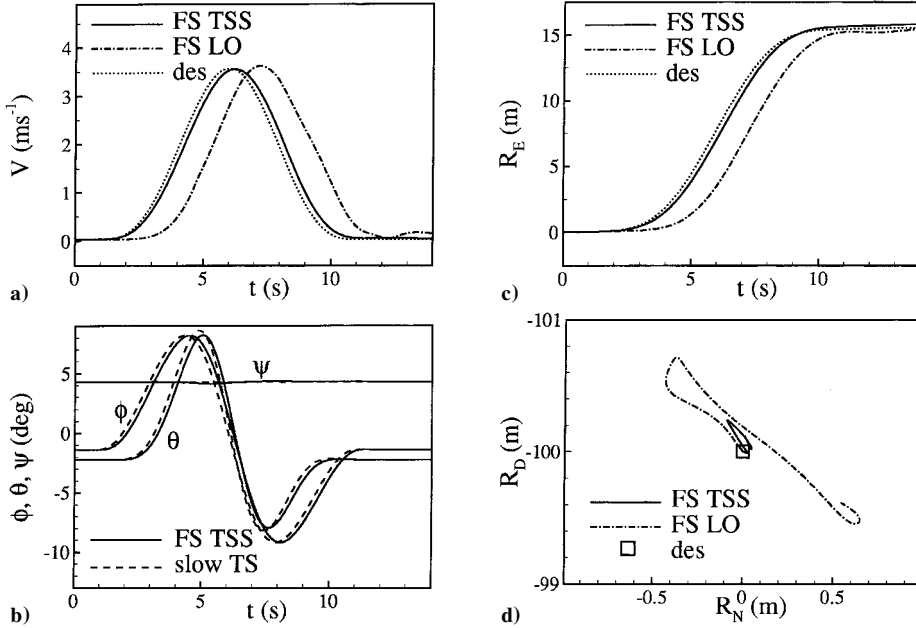 FS TSS
FS LO
des
4
3
2
1
0
V (ms⁻¹)
0
5
10
t (s)
a)
FS TSS
FS LO
des
15
10
5
0
R_E (m)
0
5
10
t (s)
c)
5
0
-5
-10
ϕ, θ, ψ (deg)
ψ
ϕ
θ
FS TSS
slow TS
0
5
10
t (s)
b)
-101
-100
-99
R_D (m)
FS TSS
FS LO
des
-0.5
0
0.5
R_N (m)
d)